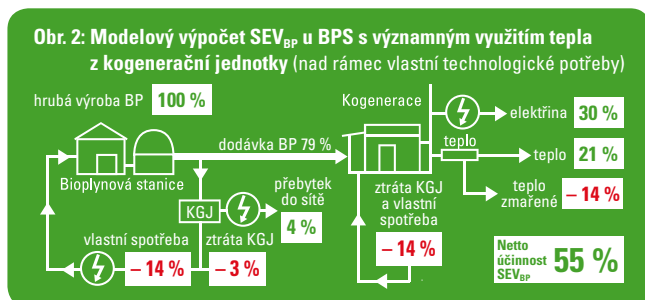 Obr. 2: Modelový výpočet SEVBP u BPS s významným využitím tepla
z kogenerační jednotky (nad rámec vlastní technologické potřeby)
hrubá výroba BP 100 %
Kogenerace
elektřina 30 %
dodávka BP 79 %
teplo
teplo 21 %
Bioplynová stanice
KGJ
přebytek
do sítě
4 %
ztráta KGJ
a vlastní
spotřeba
– 14 %
teplo
zmařené – 14 %
vlastní spotřeba
– 14 %
ztráta KGJ
– 3 %
Netto
účinnost
SEVBP
55 %